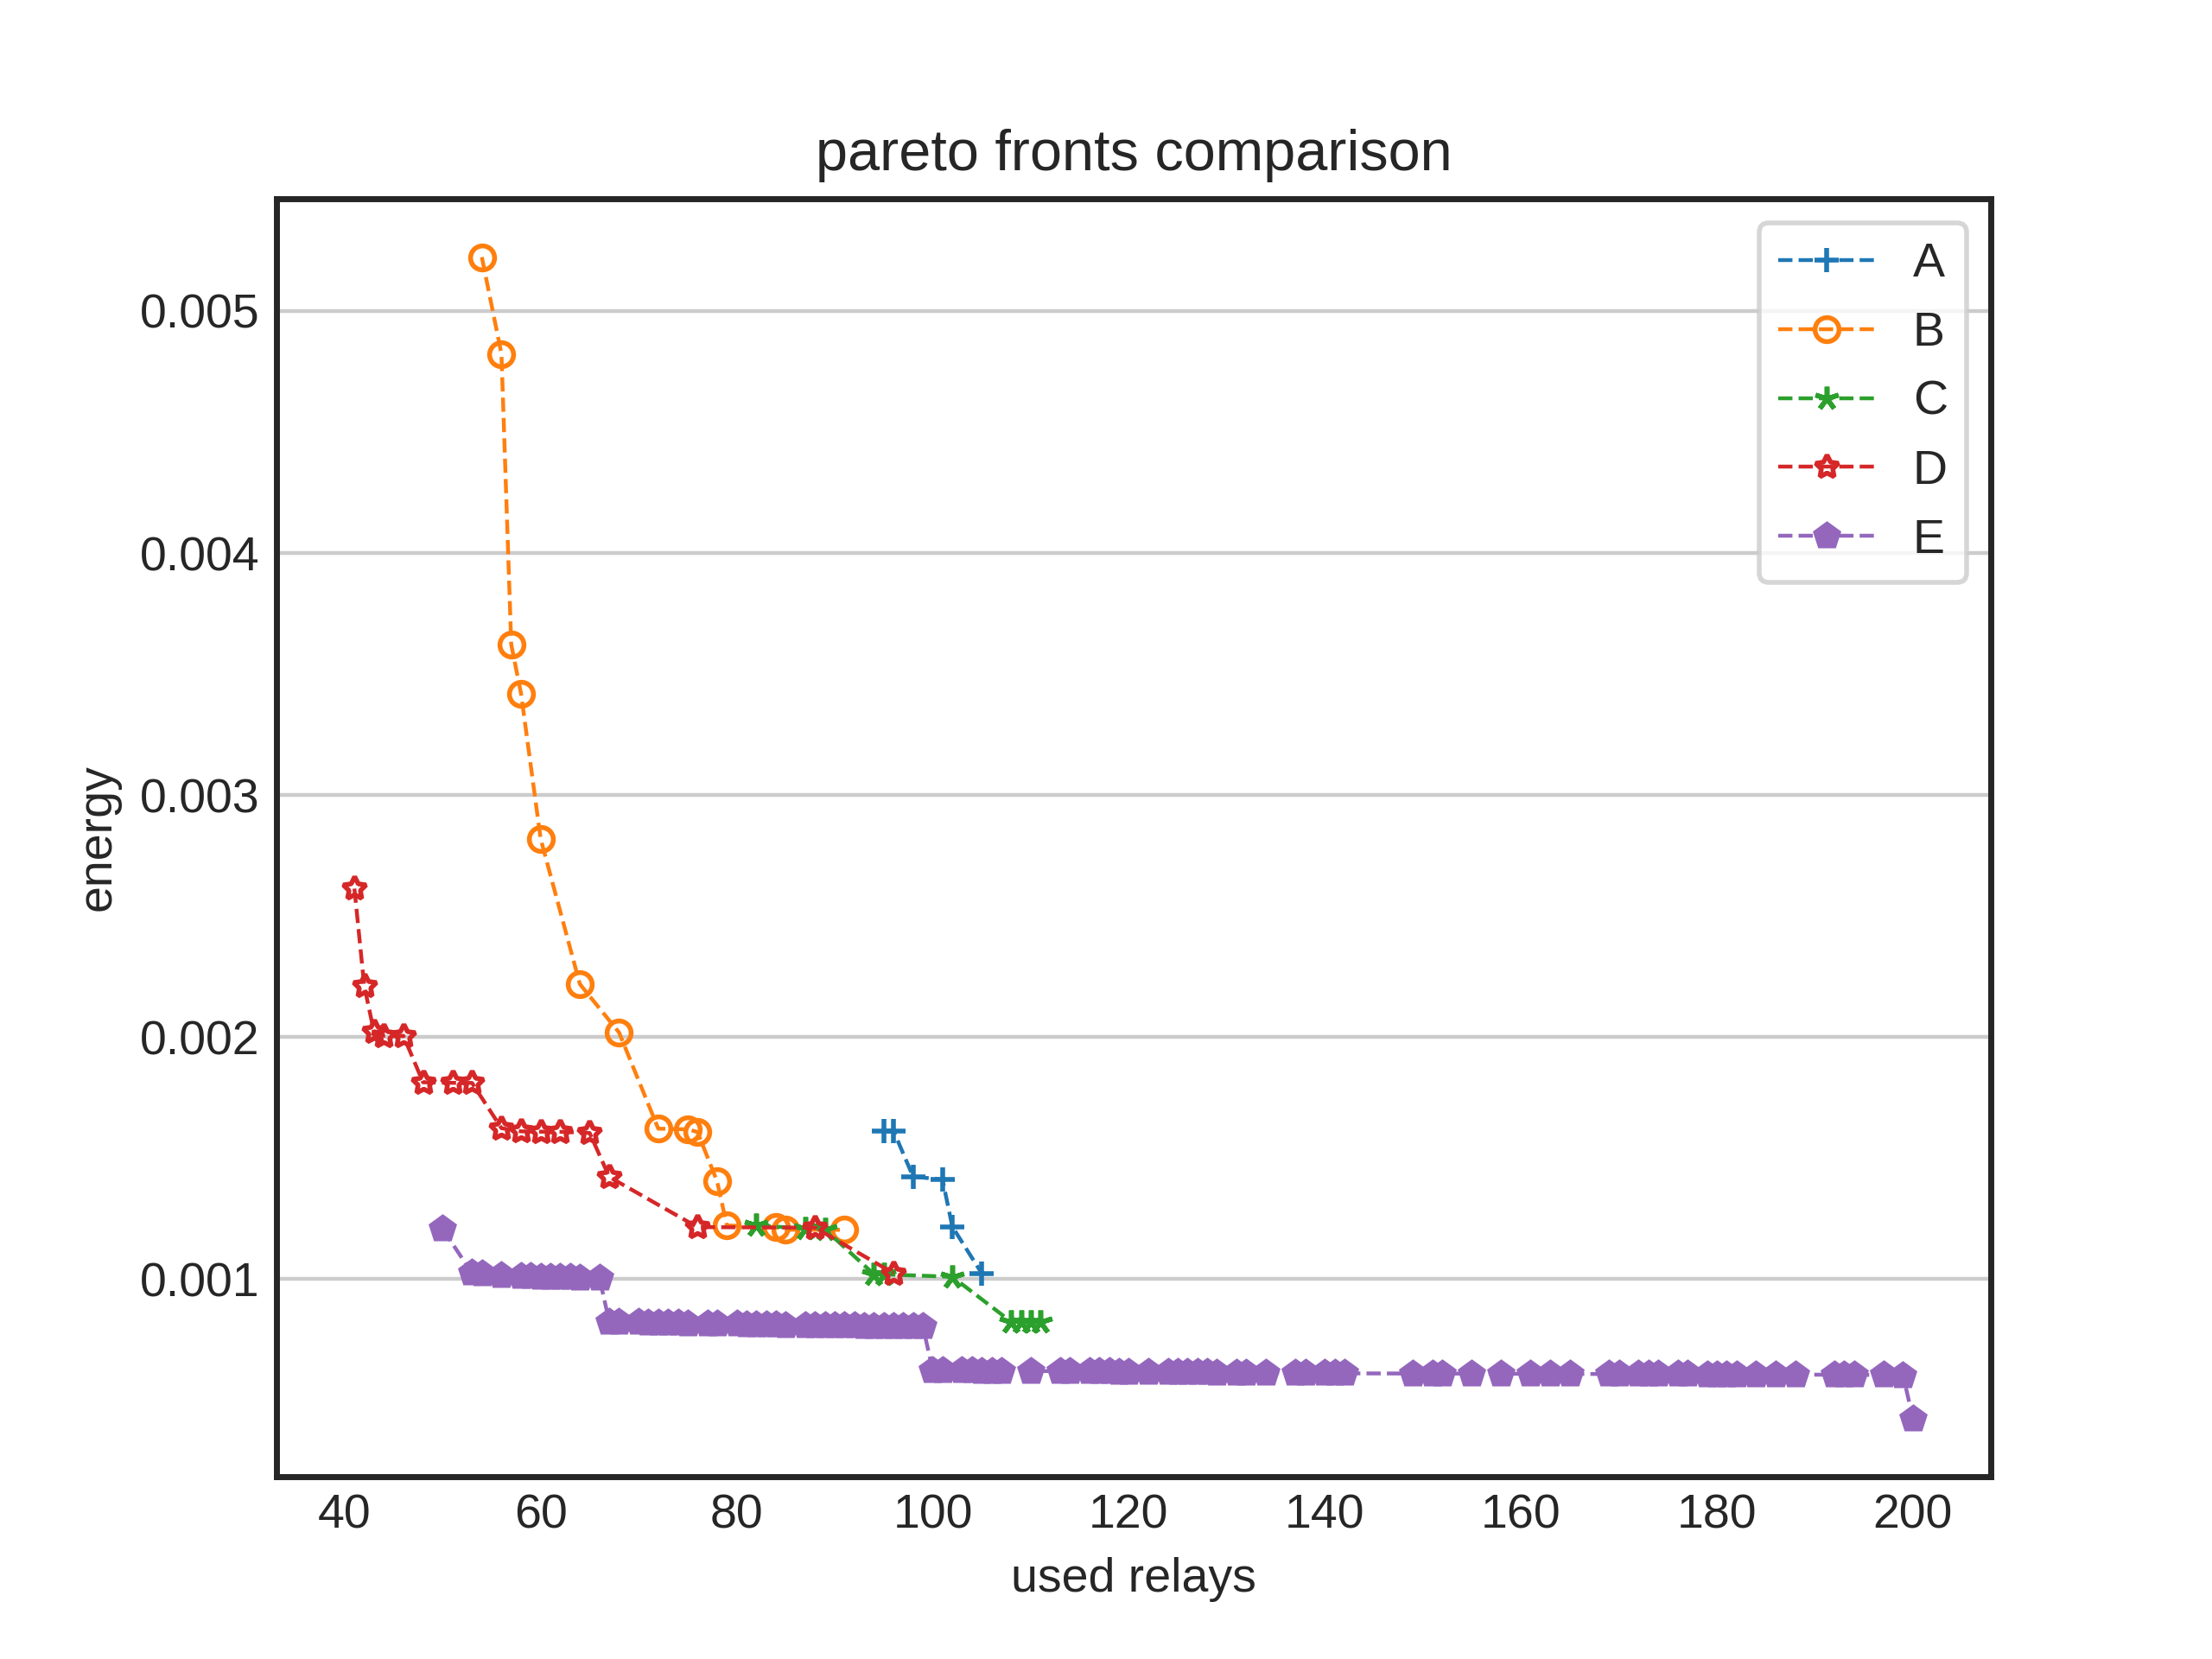 pareto fronts comparison
A
B
C
D
E
0.005
0.004
0.003
0.002
0.001
energy
40 60 80 100 120 140 160 180 200
used relays